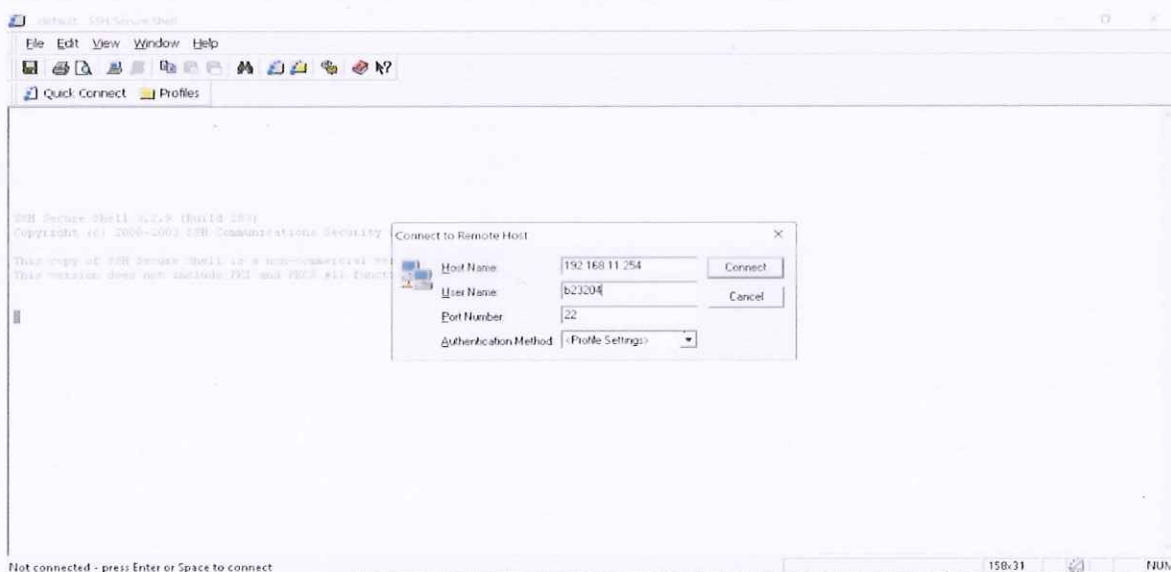 default - SSH Secure Shell
File Edit View Window Help
Quick Connect Profiles
SSH Secure Shell 3.2.9 (Build 283)
Copyright (c) 2000-2003 SSH Communications Security
This copy of SSH Secure Shell is a non-commercial
This version does not include PKI and PKCS #11
Connect to Remote Host
Host Name: 192.168.11.254 Connect
User Name: b23204 Cancel
Port Number: 22
Authentication Method: <Profile Settings>
Not connected - press Enter or Space to connect
158x31 NUM